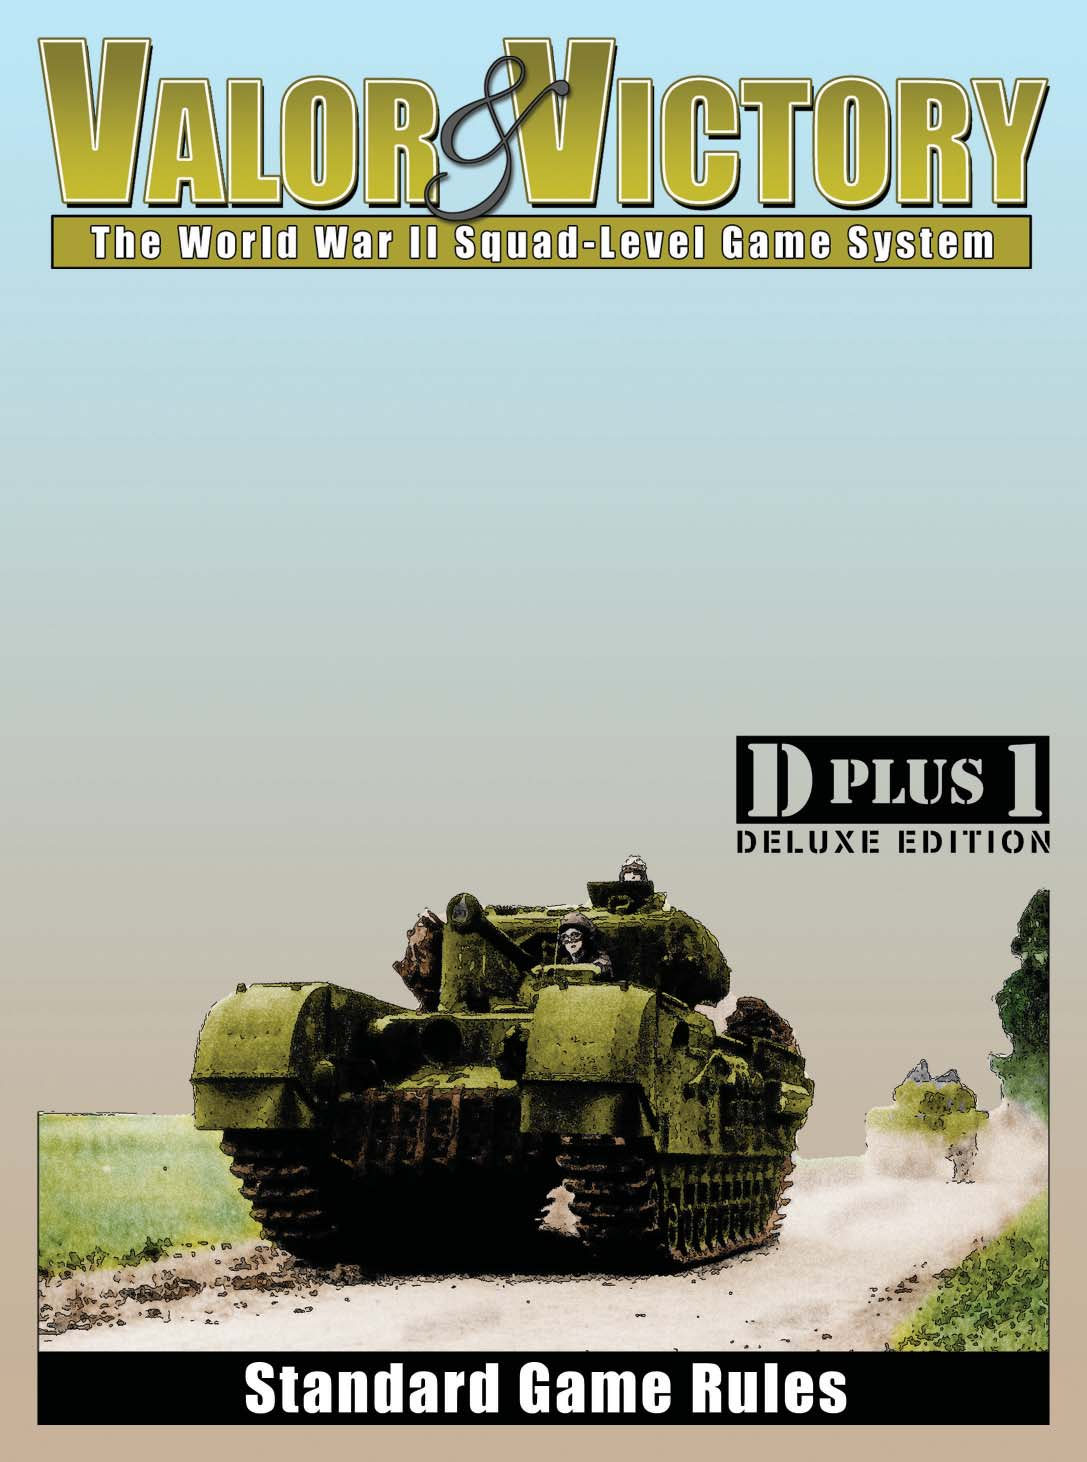 VALOR & VICTORY
The World War II Squad-Level Game System
D PLUS 1
DELUXE EDITION
Standard Game Rules